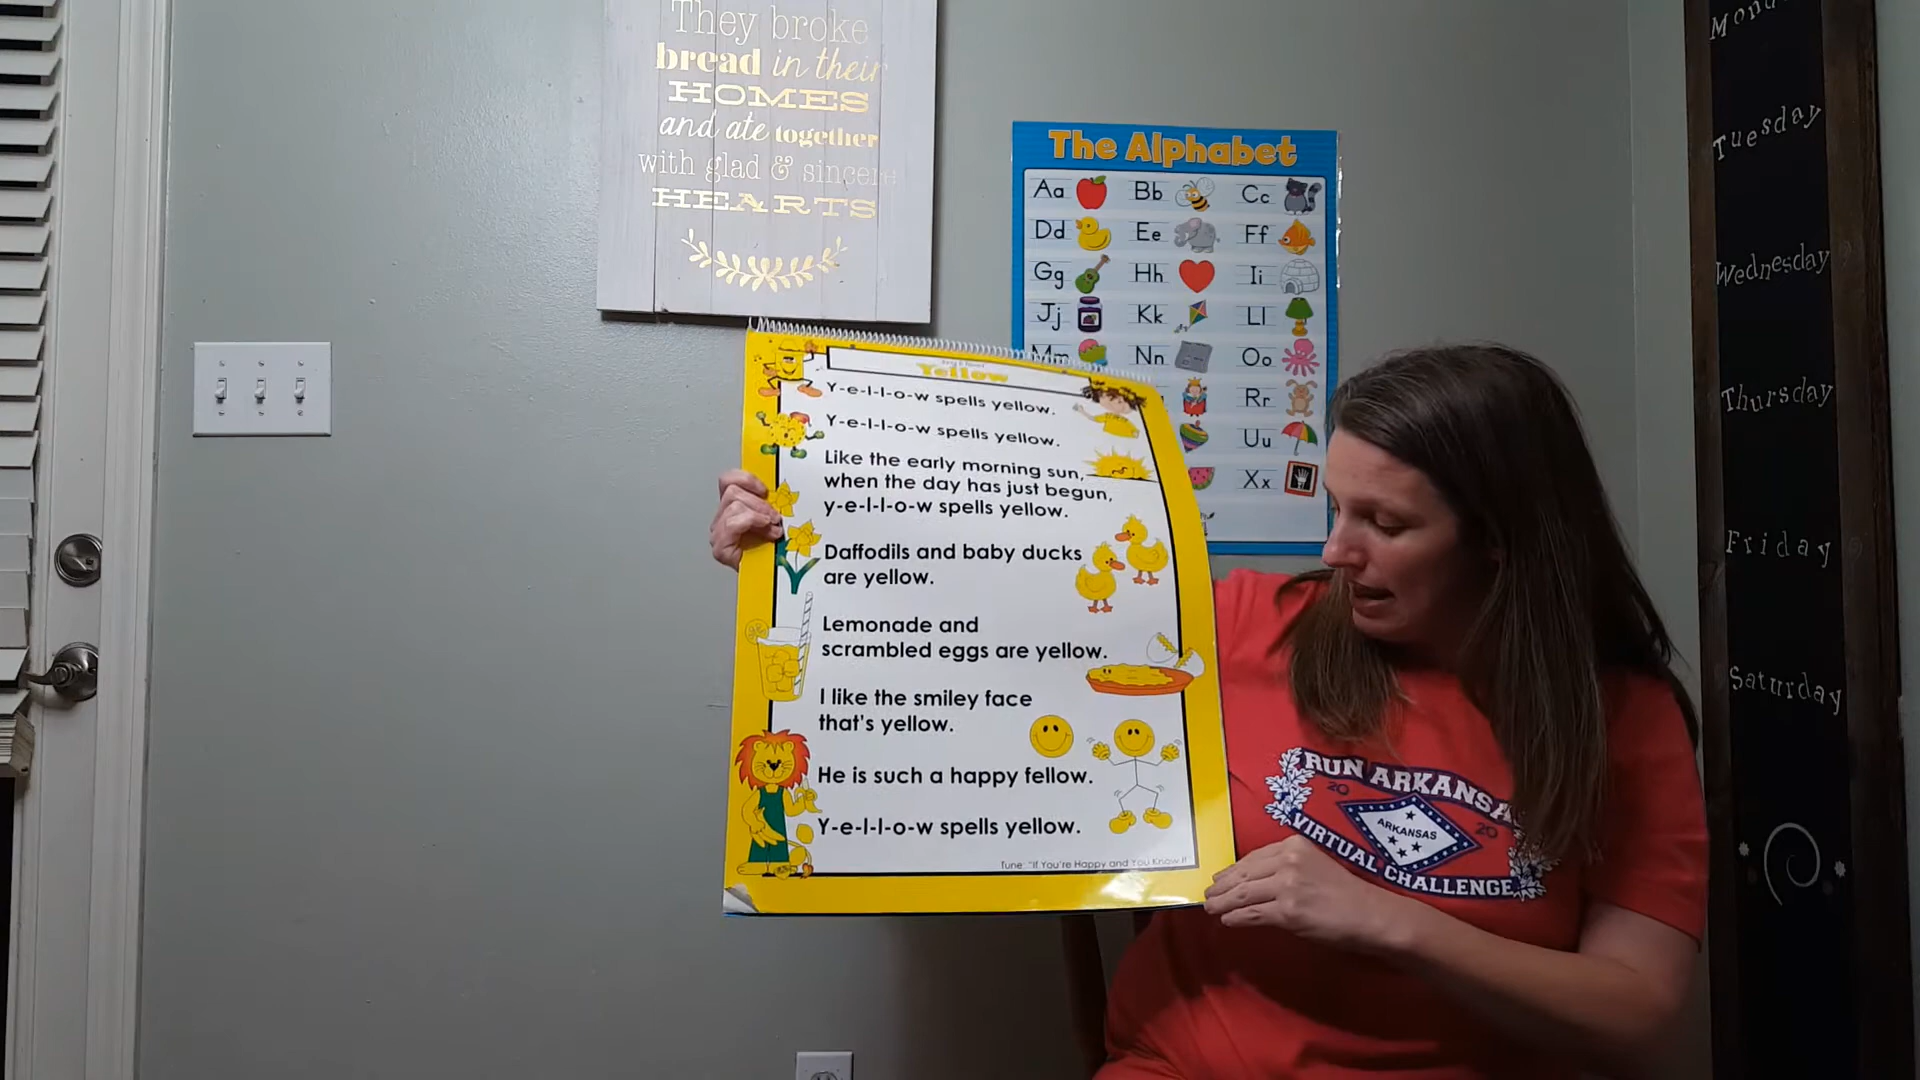 They broke
bread in their
HOMES
and ate together
with glad & sincere
HEARTS
The Alphabet
Aa Bb Cc
Dd Ee Ff
Gg Hh Ii
Jj Kk Ll
Mm Nn Oo
Rr
Uu
Xx
Yellow
Y-e-l-l-o-w spells yellow.
Y-e-l-l-o-w spells yellow.
Like the early morning sun,
when the day has just begun,
y-e-l-l-o-w spells yellow.
Daffodils and baby ducks
are yellow.
Lemonade and
scrambled eggs are yellow.
I like the smiley face
that's yellow.
He is such a happy fellow.
Y-e-l-l-o-w spells yellow.
Tune: "If You're Happy and You Know It"
RUN ARKANSA
20 20
ARKANSAS
VIRTUAL CHALLENGE
Tuesday
Wednesday
Thursday
Friday
Saturday